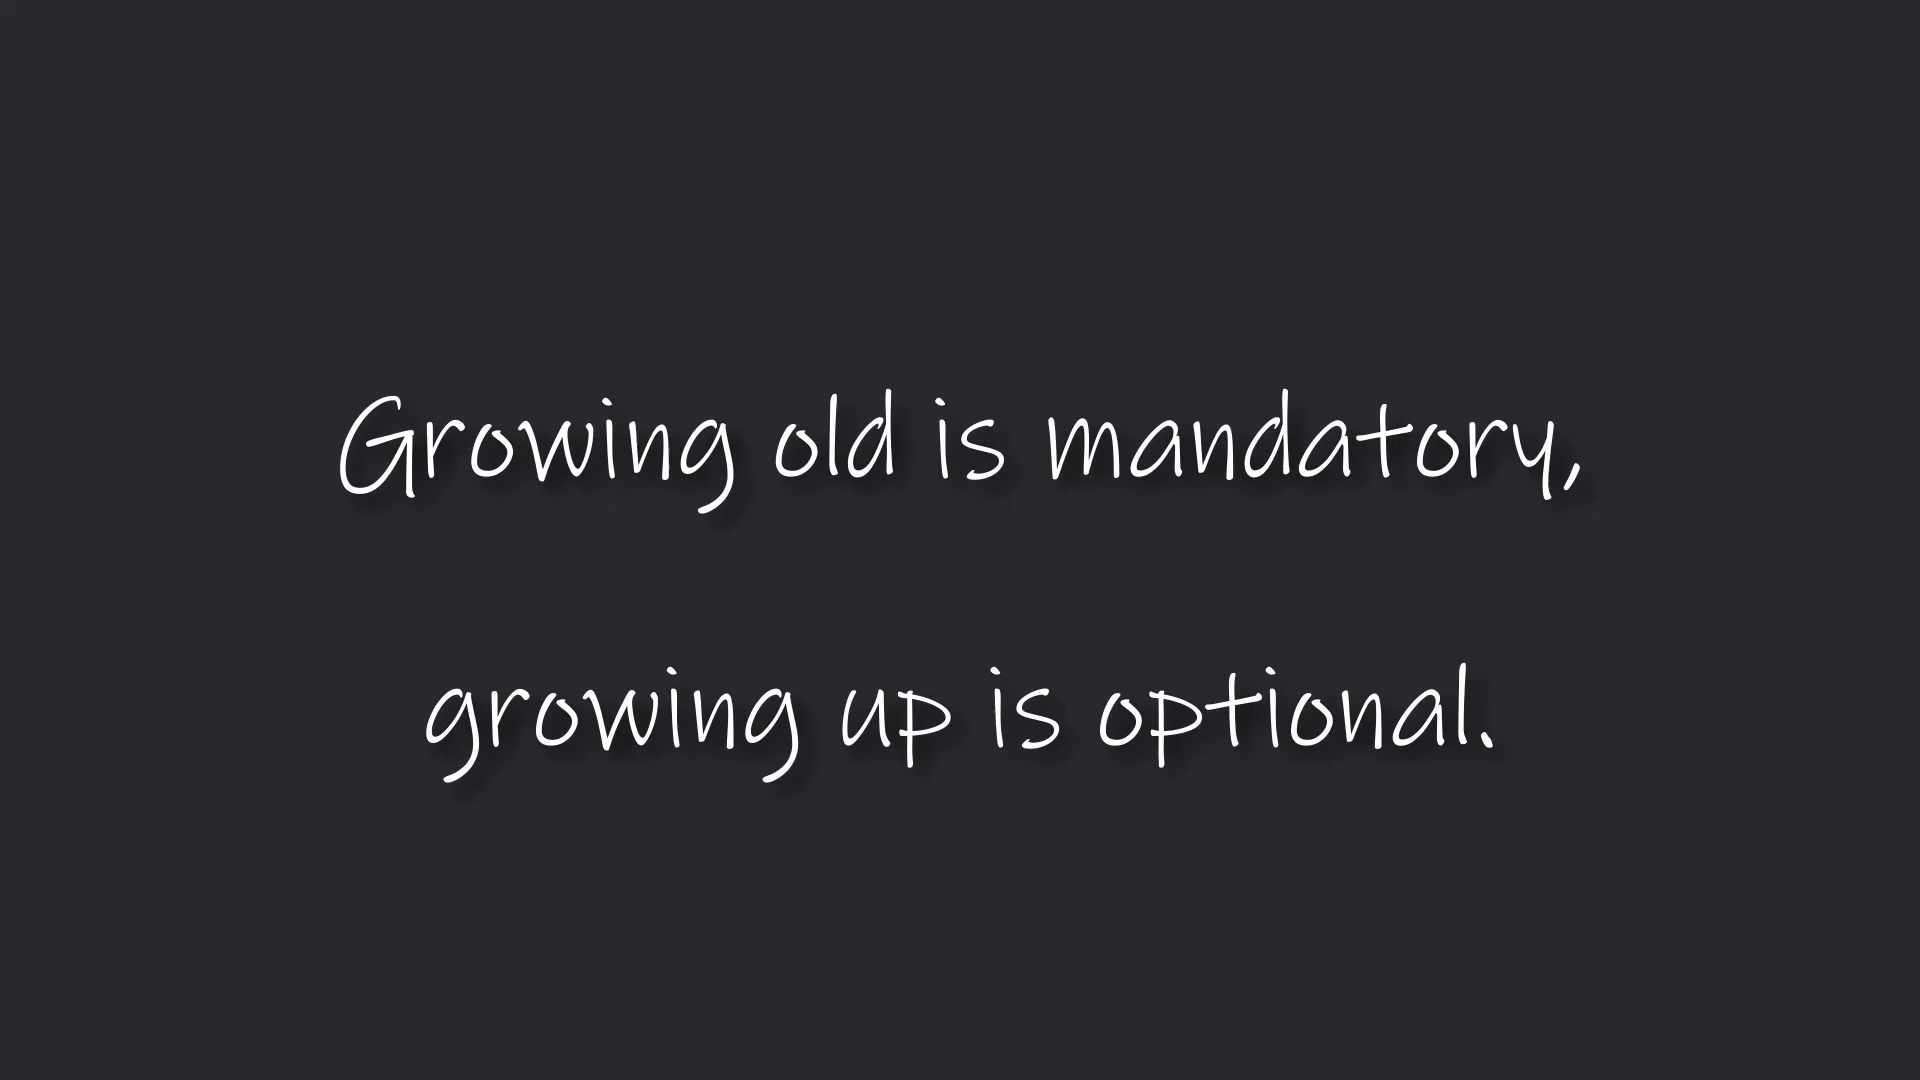 Growing old is mandatory,
growing up is optional.